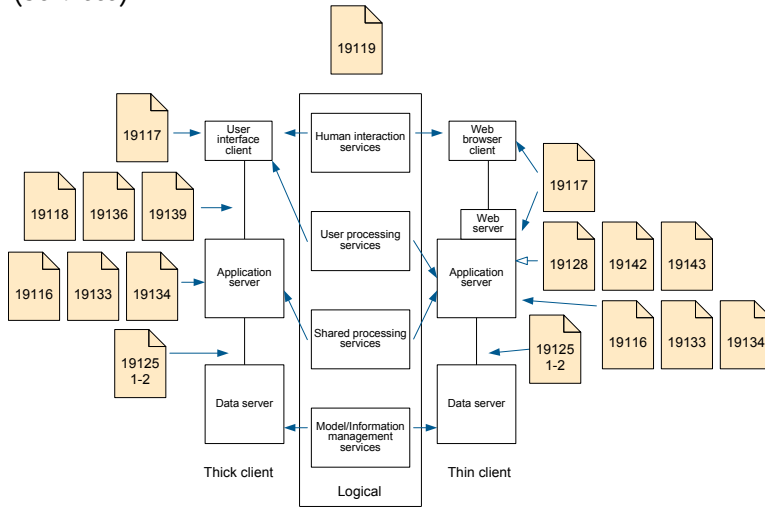 19119
19117
User
interface
client
Human interaction
services
Web
browser
client
19117
19118
19136
19139
User processing
services
Web
server
19116
19133
19134
Application
server
Application
server
19128
19142
19143
Shared processing
services
19116
19133
19134
19125
1-2
19125
1-2
Data server
Model/Information
management
services
Data server
Thick client
Thin client
Logical